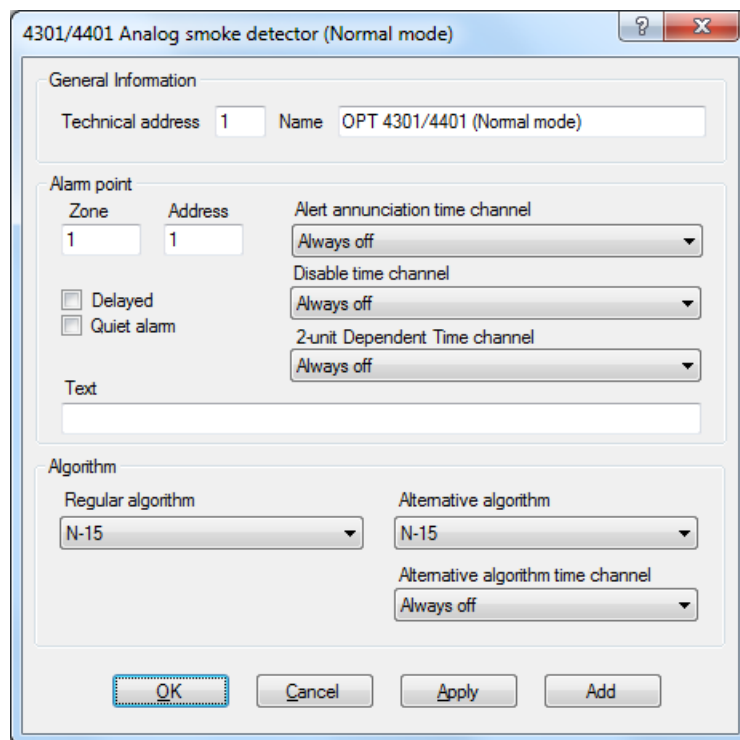 4301/4401 Analog smoke detector (Normal mode)
General Information
Technical address 1 Name OPT 4301/4401 (Normal mode)
Alarm point
Zone Address Alert annunciation time channel
1 1 Always off
Disable time channel
Delayed Always off
Quiet alarm
2-unit Dependent Time channel
Always off
Text
Algorithm
Regular algorithm Alternative algorithm
N-15 N-15
Alternative algorithm time channel
Always off
OK Cancel Apply Add